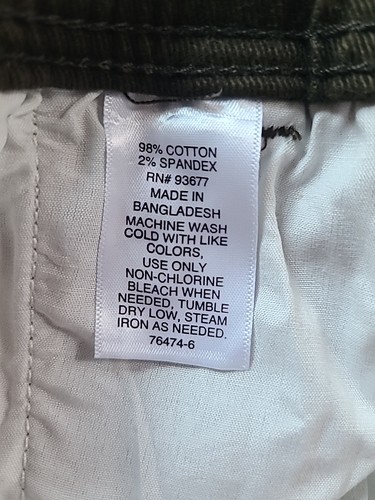 98% COTTON
2% SPANDEX
RN# 93677
MADE IN
BANGLADESH
MACHINE WASH
COLD WITH LIKE
COLORS,
USE ONLY
NON-CHLORINE
BLEACH WHEN
NEEDED, TUMBLE
DRY LOW, STEAM
IRON AS NEEDED.
76474-6